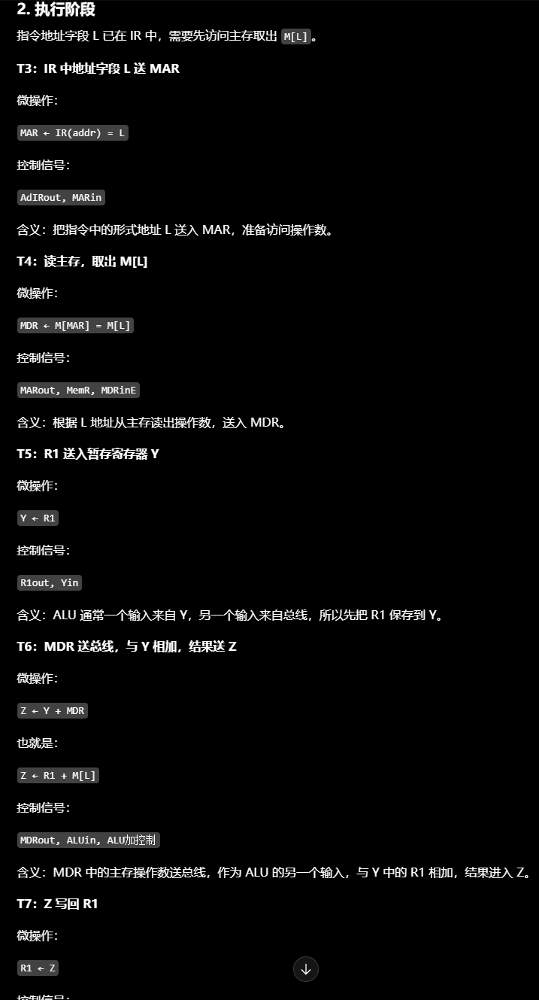 2. 执行阶段
指令地址字段 L 已在 IR 中，需要先访问主存取出 M[L]。
T3：IR 中地址字段 L 送 MAR
微操作：
MAR ← IR(addr) = L
控制信号：
AdIRout, MARin
含义：把指令中的形式地址 L 送入 MAR，准备访问操作数。
T4：读主存，取出 M[L]
微操作：
MDR ← M[MAR] = M[L]
控制信号：
MARout, MemR, MDRinE
含义：根据 L 地址从主存读出操作数，送入 MDR。
T5：R1 送入暂存寄存器 Y
微操作：
Y ← R1
控制信号：
R1out, Yin
含义：ALU 通常一个输入来自 Y，另一个输入来自总线，所以先把 R1 保存到 Y。
T6：MDR 送总线，与 Y 相加，结果送 Z
微操作：
Z ← Y + MDR
也就是：
Z ← R1 + M[L]
控制信号：
MDRout, ALUin, ALU加控制
含义：MDR 中的主存操作数送总线，作为 ALU 的另一个输入，与 Y 中的 R1 相加，结果进入 Z。
T7：Z 写回 R1
微操作：
R1 ← Z
控制信号：